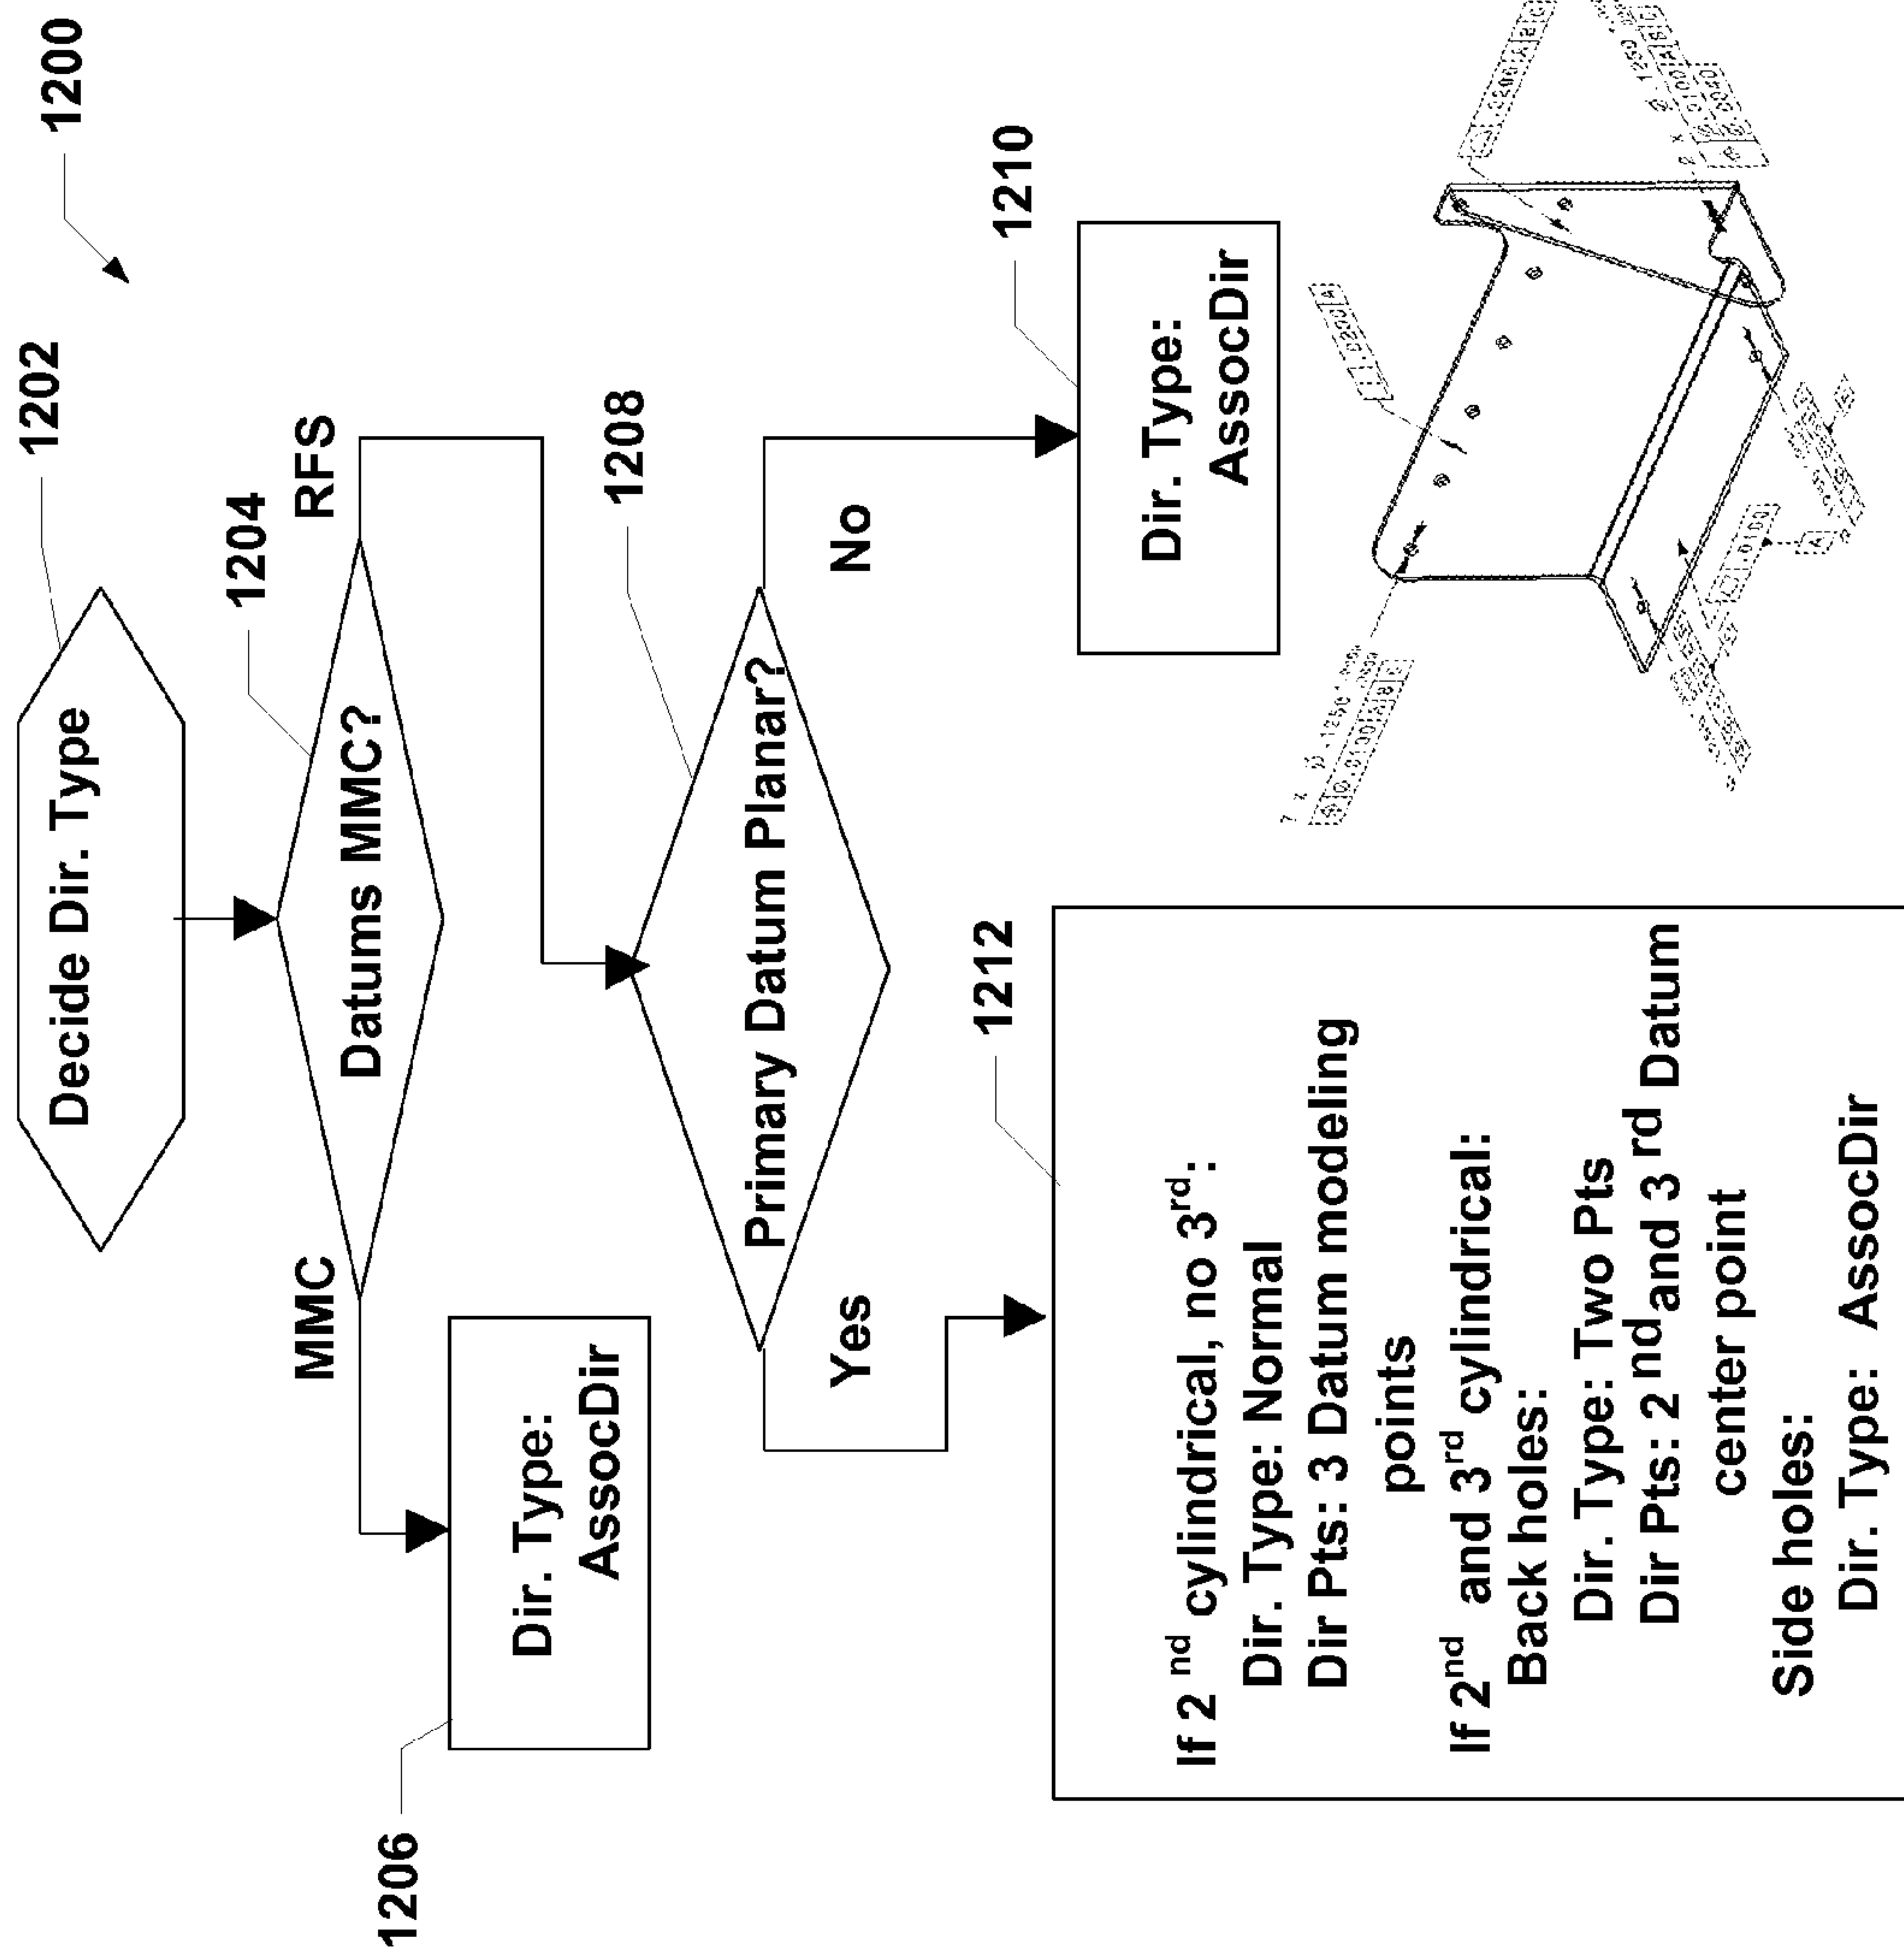 1200
1202
Decide Dir. Type
1204
Datums MMC?
MMC
RFS
1206
Dir. Type:
AssocDir
1208
Primary Datum Planar?
Yes
No
1210
Dir. Type:
AssocDir
1212
If 2nd cylindrical, no 3rd:
Dir. Type: Normal
Dir Pts: 3 Datum modeling
points
If 2nd and 3rd cylindrical:
Back holes:
Dir. Type: Two Pts
Dir Pts: 2nd and 3rd Datum
center point
Side holes:
Dir. Type: AssocDir